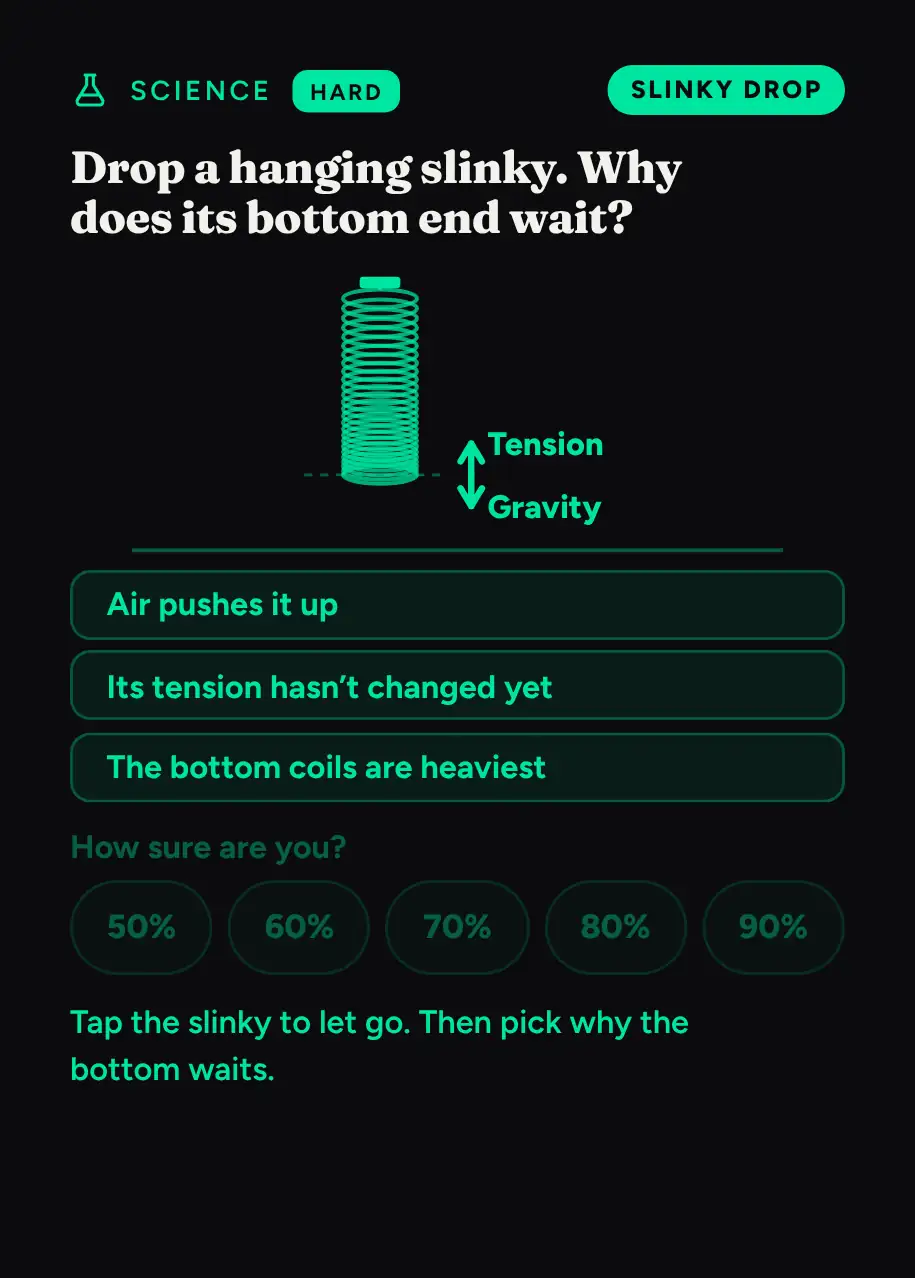 SCIENCE HARD SLINKY DROP
Drop a hanging slinky. Why
does its bottom end wait?
Tension
Gravity
Air pushes it up
Its tension hasn’t changed yet
The bottom coils are heaviest
How sure are you?
50% 60% 70% 80% 90%
Tap the slinky to let go. Then pick why the
bottom waits.